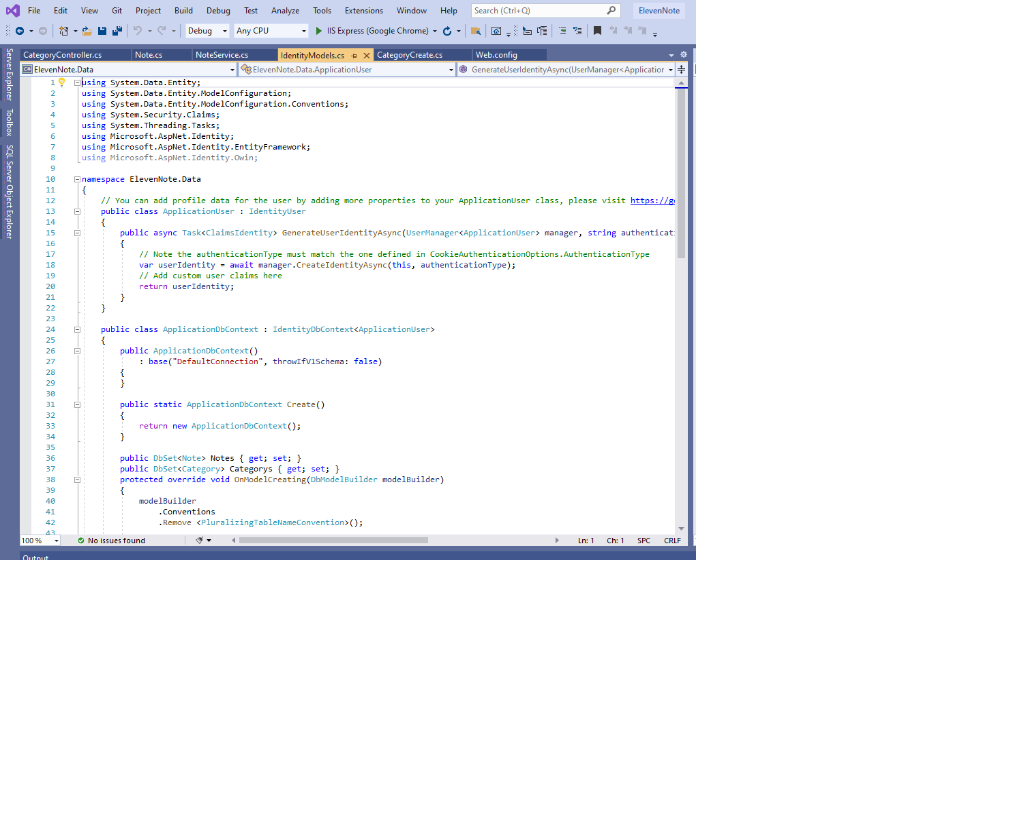 File Edit View Git Project Build Debug Test Analyze Tools Extensions Window Help Search (Ctrl+Q) ElevenNote
Debug Any CPU IIS Express (Google Chrome)
Server Explorer
Toolbox
SQL Server Object Explorer
CategoryController.cs Note.cs NoteService.cs IdentityModels.cs CategoryCreate.cs Web.config
ElevenNote.Data ElevenNote.Data.ApplicationUser GenerateUserIdentityAsync(UserManager<Application
1 using System.Data.Entity;
2 using System.Data.Entity.ModelConfiguration;
3 using System.Data.Entity.ModelConfiguration.Conventions;
4 using System.Security.Claims;
5 using System.Threading.Tasks;
6 using Microsoft.AspNet.Identity;
7 using Microsoft.AspNet.Identity.EntityFramework;
8 using Microsoft.AspNet.Identity.Owin;
9
10 namespace ElevenNote.Data
11 {
12 // You can add profile data for the user by adding more properties to your ApplicationUser class, please visit https://g
13 public class ApplicationUser : IdentityUser
14 {
15 public async Task<ClaimsIdentity> GenerateUserIdentityAsync(UserManager<ApplicationUser> manager, string authenticat
16 {
17 // Note the authenticationType must match the one defined in CookieAuthenticationOptions.AuthenticationType
18 var userIdentity = await manager.CreateIdentityAsync(this, authenticationType);
19 // Add custom user claims here
20 return userIdentity;
21 }
22 }
23
24 public class ApplicationDbContext : IdentityDbContext<ApplicationUser>
25 {
26 public ApplicationDbContext()
27 : base("DefaultConnection", throwIfV1Schema: false)
28 {
29 }
30
31 public static ApplicationDbContext Create()
32 {
33 return new ApplicationDbContext();
34 }
35
36 public DbSet<Note> Notes { get; set; }
37 public DbSet<Category> Categorys { get; set; }
38 protected override void OnModelCreating(DbModelBuilder modelBuilder)
39 {
40 modelBuilder
41 .Conventions
42 .Remove <PluralizingTableNameConvention>();
43
100 % No issues found Ln: 1 Ch: 1 SPC CRLF
Output